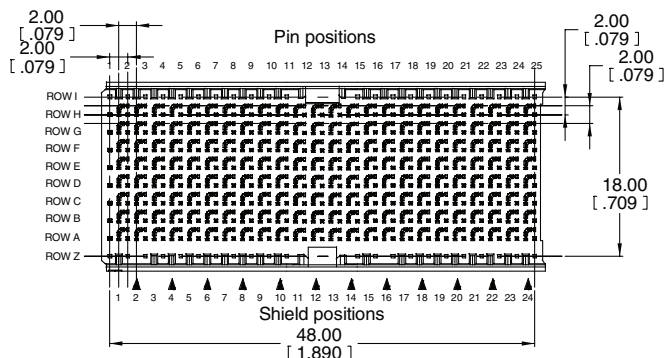 2.00
[ .079 ]
Pin positions
2.00
[ .079 ]
2.00
[ .079 ]
2.00
[ .079 ]
1 2 3 4 5 6 7 8 9 10 11 12 13 14 15 16 17 18 19 20 21 22 23 24 25
ROW I
ROW H
ROW G
ROW F
ROW E
ROW D
ROW C
ROW B
ROW A
ROW Z
18.00
[ .709 ]
1 2 3 4 5 6 7 8 9 10 11 12 13 14 15 16 17 18 19 20 21 22 23 24
Shield positions
48.00
[ 1.890 ]